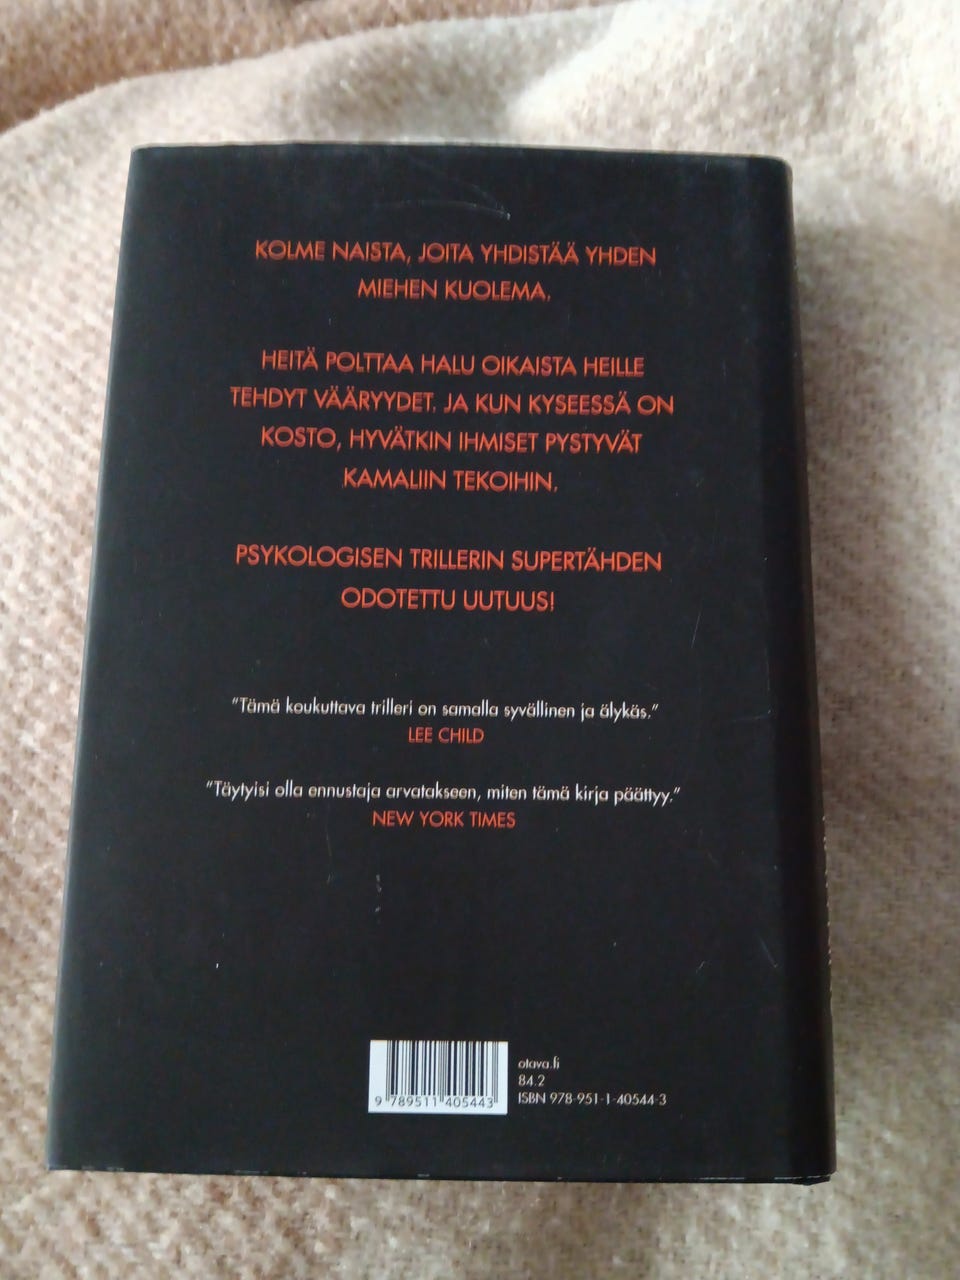 KOLME NAISTA, JOITA YHDISTÄÄ YHDEN
MIEHEN KUOLEMA.
HEITÄ POLTTAA HALU OIKAISTA HEILLE
TEHDYT VÄÄRYYDET. JA KUN KYSEESSÄ ON
KOSTO, HYVÄTKIN IHMISET PYSTYVÄT
KAMALIIN TEKOIHIN.
PSYKOLOGISEN TRILLERIN SUPERTÄHDEN
ODOTETTU UUTUUS!
”Tämä koukuttava trilleri on samalla syvällinen ja älykäs.”
LEE CHILD
”Täytyisi olla ennustaja arvatakseen, miten tämä kirja päättyy.”
NEW YORK TIMES
otava.fi
84.2
ISBN 978-951-1-40544-3
9 789511 405443